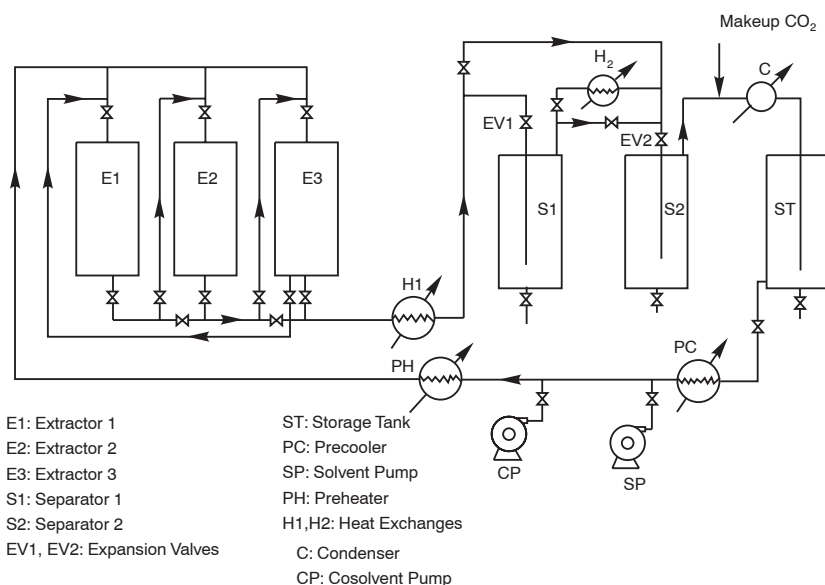 Makeup CO₂
H₂
C
EV1
EV2
E1
E2
E3
S1
S2
ST
H1
PH
PC
CP
SP
E1: Extractor 1
E2: Extractor 2
E3: Extractor 3
S1: Separator 1
S2: Separator 2
EV1, EV2: Expansion Valves
ST: Storage Tank
PC: Precooler
SP: Solvent Pump
PH: Preheater
H1,H2: Heat Exchanges
C: Condenser
CP: Cosolvent Pump